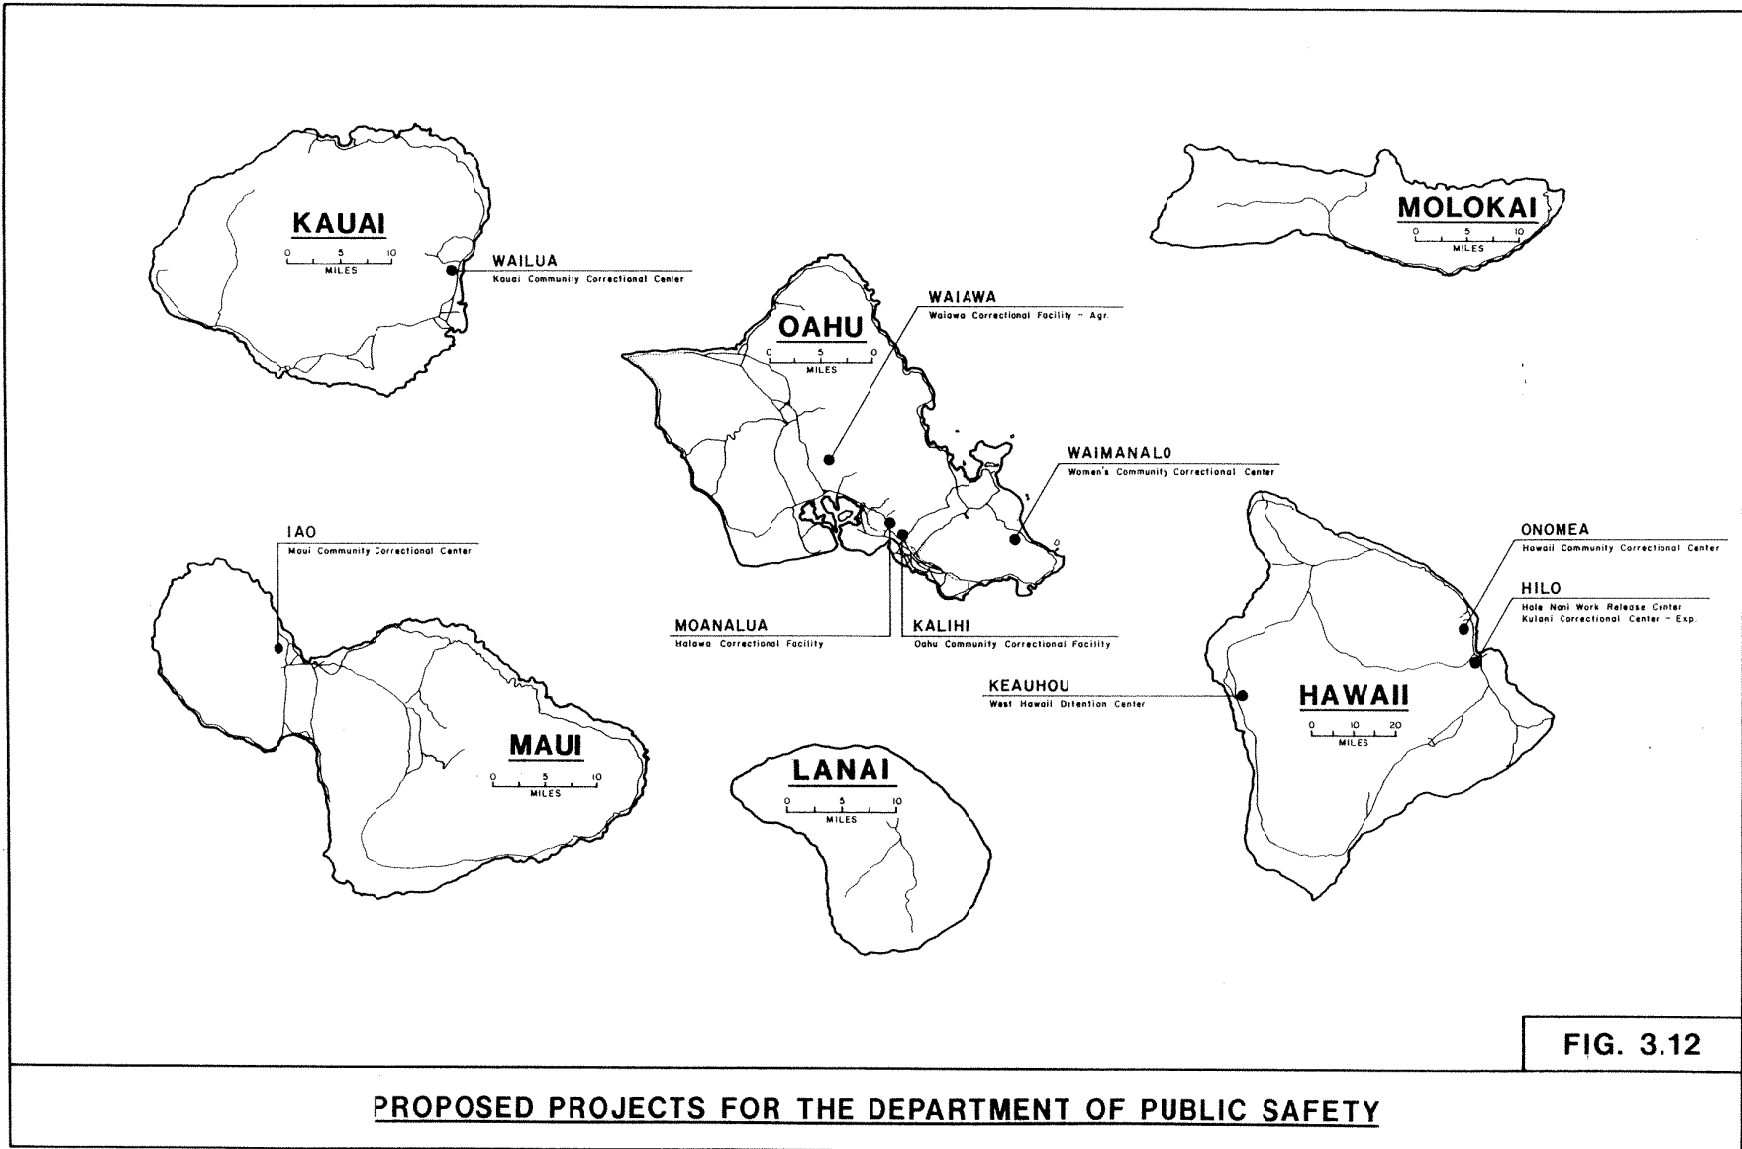 KAUAI
0 5 10
MILES
WAILUA
Kauai Community Correctional Center
MOLOKAI
0 5 10
MILES
OAHU
0 5 0
MILES
WAIAWA
Waiawa Correctional Facility - Agr.
WAIMANALO
Women's Community Correctional Center
MOANALUA
Halawa Correctional Facility
KALIHI
Oahu Community Correctional Facility
IAO
Maui Community Correctional Center
MAUI
0 5 10
MILES
LANAI
0 5 10
MILES
ONOMEA
Hawaii Community Correctional Center
HILO
Hale Nani Work Release Center
Kulani Correctional Center - Exp.
KEAUHOU
West Hawaii Detention Center
HAWAII
0 10 20
MILES
FIG. 3.12
PROPOSED PROJECTS FOR THE DEPARTMENT OF PUBLIC SAFETY